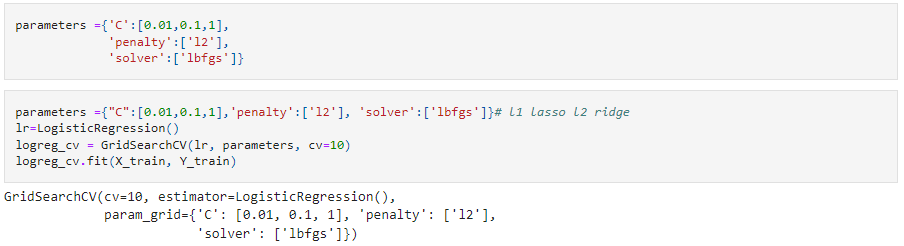 parameters ={'C':[0.01,0.1,1],
'penalty':['l2'],
'solver':['lbfgs']}
parameters ={"C":[0.01,0.1,1],'penalty':['l2'], 'solver':['lbfgs']}# l1 lasso l2 ridge
lr=LogisticRegression()
logreg_cv = GridSearchCV(lr, parameters, cv=10)
logreg_cv.fit(X_train, Y_train)
GridSearchCV(cv=10, estimator=LogisticRegression(),
param_grid={'C': [0.01, 0.1, 1], 'penalty': ['l2'],
'solver': ['lbfgs']})